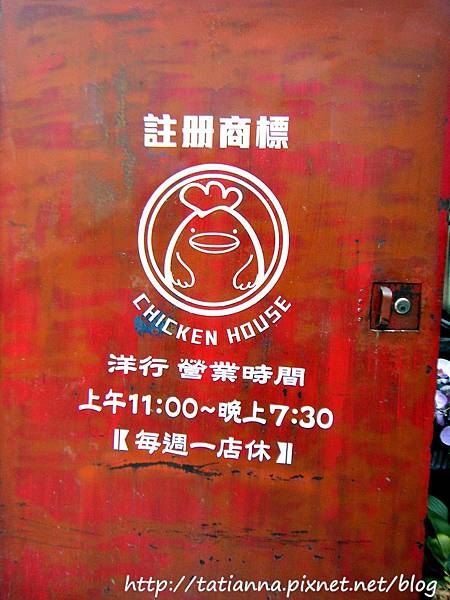 註册商標
CHICKEN HOUSE
洋行 營業時間
上午11:00~晚上7:30
【每週一店休】
http://tatianna.pixnet.net/blog